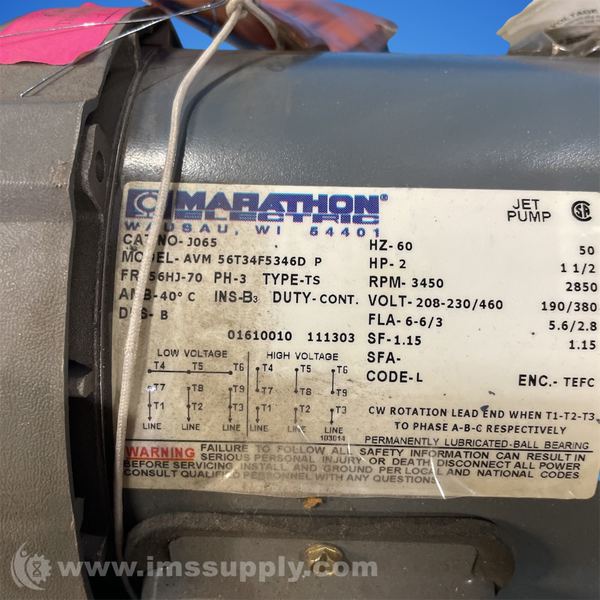 MARATHON®
ELECTRIC
WAUSAU, WI 54401
JET
PUMP
CAT NO- J065
MODEL- AVM 56T34F5346D P
FR 56HJ-70 PH-3 TYPE-TS
AMB-40° C INS-B3 DUTY-CONT.
DES- B
01610010 111303
HZ-60 50
HP-2 1 1/2
RPM-3450 2850
VOLT-208-230/460 190/380
FLA-6-6/3 5.6/2.8
SF-1.15 1.15
SFA-
CODE-L ENC.- TEFC
LOW VOLTAGE HIGH VOLTAGE
T4 T5 T6 T4 T5 T6
T7 T8 T9 T7 T8 T9
T1 T2 T3 T1 T2 T3
LINE LINE LINE LINE LINE LINE
103014
CW ROTATION LEAD END WHEN T1-T2-T3
TO PHASE A-B-C RESPECTIVELY
PERMANENTLY LUBRICATED-BALL BEARING
WARNING FAILURE TO FOLLOW ALL SAFETY INFORMATION CAN RESULT IN
SERIOUS PERSONAL INJURY OR DEATH. DISCONNECT ALL POWER
BEFORE SERVICING. INSTALL AND GROUND PER LOCAL AND NATIONAL CODES
CONSULT QUALIFIED PERSONNEL WITH ANY QUESTIONS.
www.imssupply.com